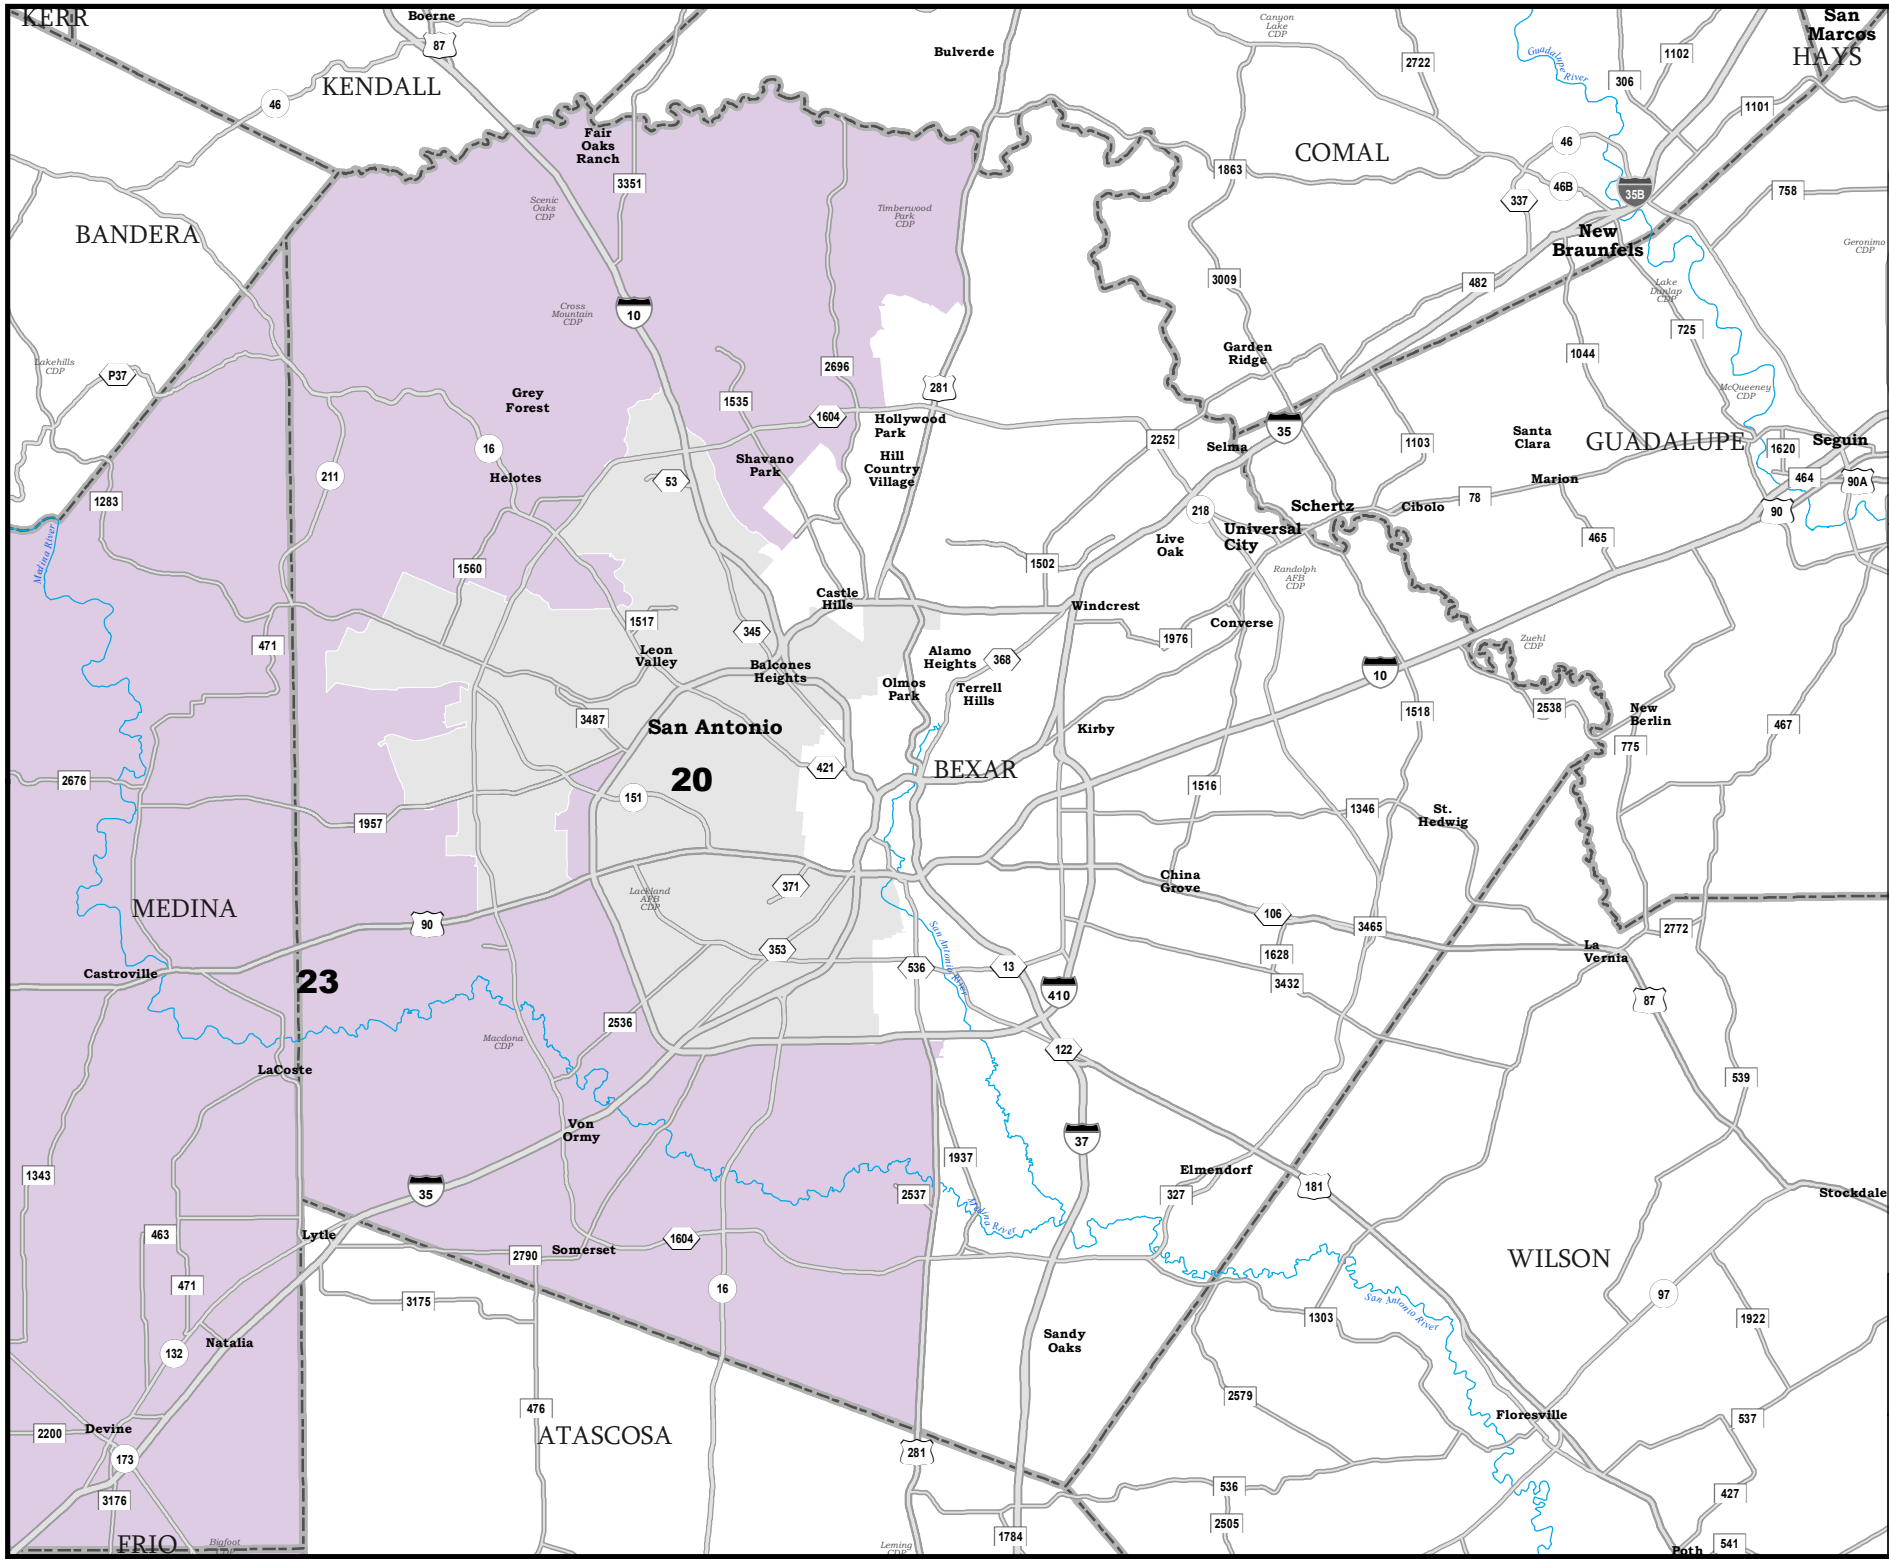 KERR
Boerne
87
Bulverde
Canyon
Lake
CDP
2722
Guadalupe River
306
1102
San
Marcos
HAYS
1101
KENDALL
46
Fair
Oaks
Ranch
3351
Scenic
Oaks
CDP
Timberwood
Park
CDP
1863
COMAL
46
46B
35B
337
758
New
Braunfels
Geronimo
CDP
BANDERA
3009
482
Lake
Dunlap
CDP
725
Cross
Mountain
CDP
10
Lakehills
CDP
P37
Garden
Ridge
1044
McQueeney
CDP
2696
281
Grey
Forest
1535
1604
Hollywood
Park
2252
Selma
35
1103
Santa
Clara
GUADALUPE
1620
Seguin
16
211
Helotes
53
Shavano
Park
Hill
Country
Village
464
90A
90
1283
218
Schertz
Cibolo
78
Marion
Universal
City
Live
Oak
465
Medina River
1560
1502
Randolph
AFB
CDP
Castle
Hills
Windcrest
1517
345
1976
Converse
471
Leon
Valley
Balcones
Heights
Alamo
Heights
368
Zuehl
CDP
10
Olmos
Park
Terrell
Hills
3487
San Antonio
Kirby
1518
2538
New
Berlin
467
775
20
421
BEXAR
2676
151
1516
1346
St.
Hedwig
1957
China
Grove
371
Lackland
AFB
CDP
MEDINA
90
106
3465
2772
353
San Antonio River
La
Vernia
1628
536
13
Castroville
23
3432
410
87
2536
Macdona
CDP
122
LaCoste
539
Von
Ormy
37
1937
1343
35
2537
Elmendorf
327
181
Stockdale
Medina River
463
Lytle
2790
Somerset
1604
WILSON
471
16
3175
97
San Antonio River
1303
1922
Natalia
132
Sandy
Oaks
2579
476
Floresville
537
Devine
2200
ATASCOSA
173
281
536
427
3176
2505
1784
FRIO
Bigfoot
CDP
Leming
CDP
Poth
541